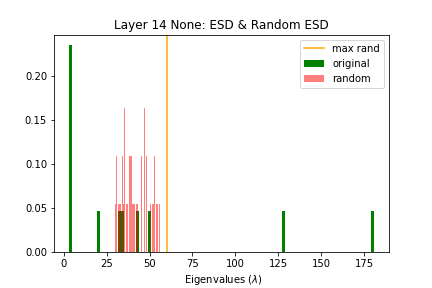 Layer 14 None: ESD & Random ESD
max rand
original
random
0.20
0.15
0.10
0.05
0.00
0 25 50 75 100 125 150 175
Eigenvalues (λ)